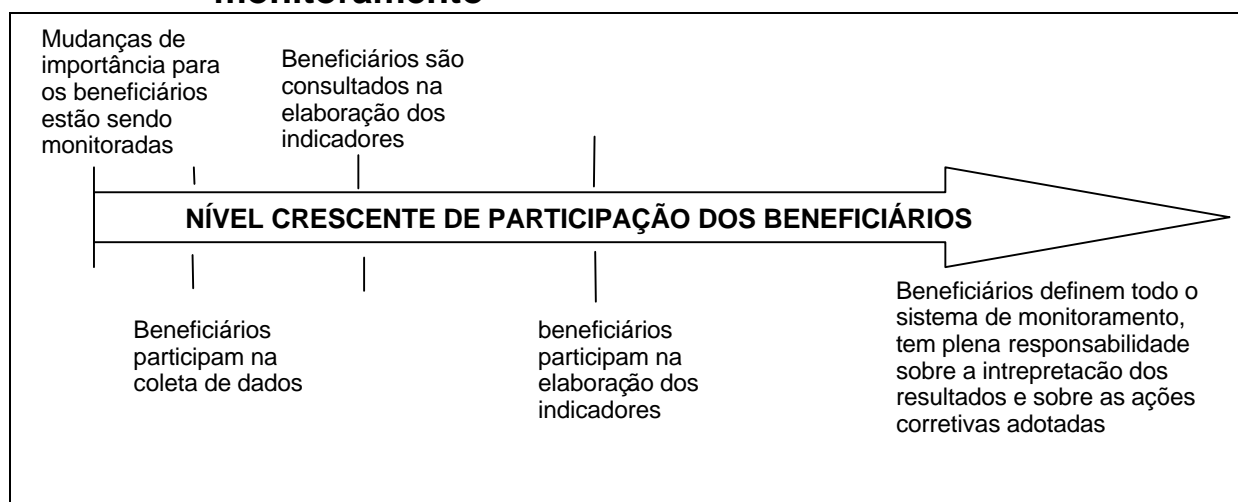 monitoramento
Mudanças de
importância para
os beneficiários
estão sendo
monitoradas
Beneficiários são
consultados na
elaboração dos
indicadores
NÍVEL CRESCENTE DE PARTICIPAÇÃO DOS BENEFICIÁRIOS
Beneficiários
participam na
coleta de dados
beneficiários
participam na
elaboração dos
indicadores
Beneficiários definem todo o
sistema de monitoramento,
tem plena responsabilidade
sobre a intrepretacão dos
resultados e sobre as ações
corretivas adotadas